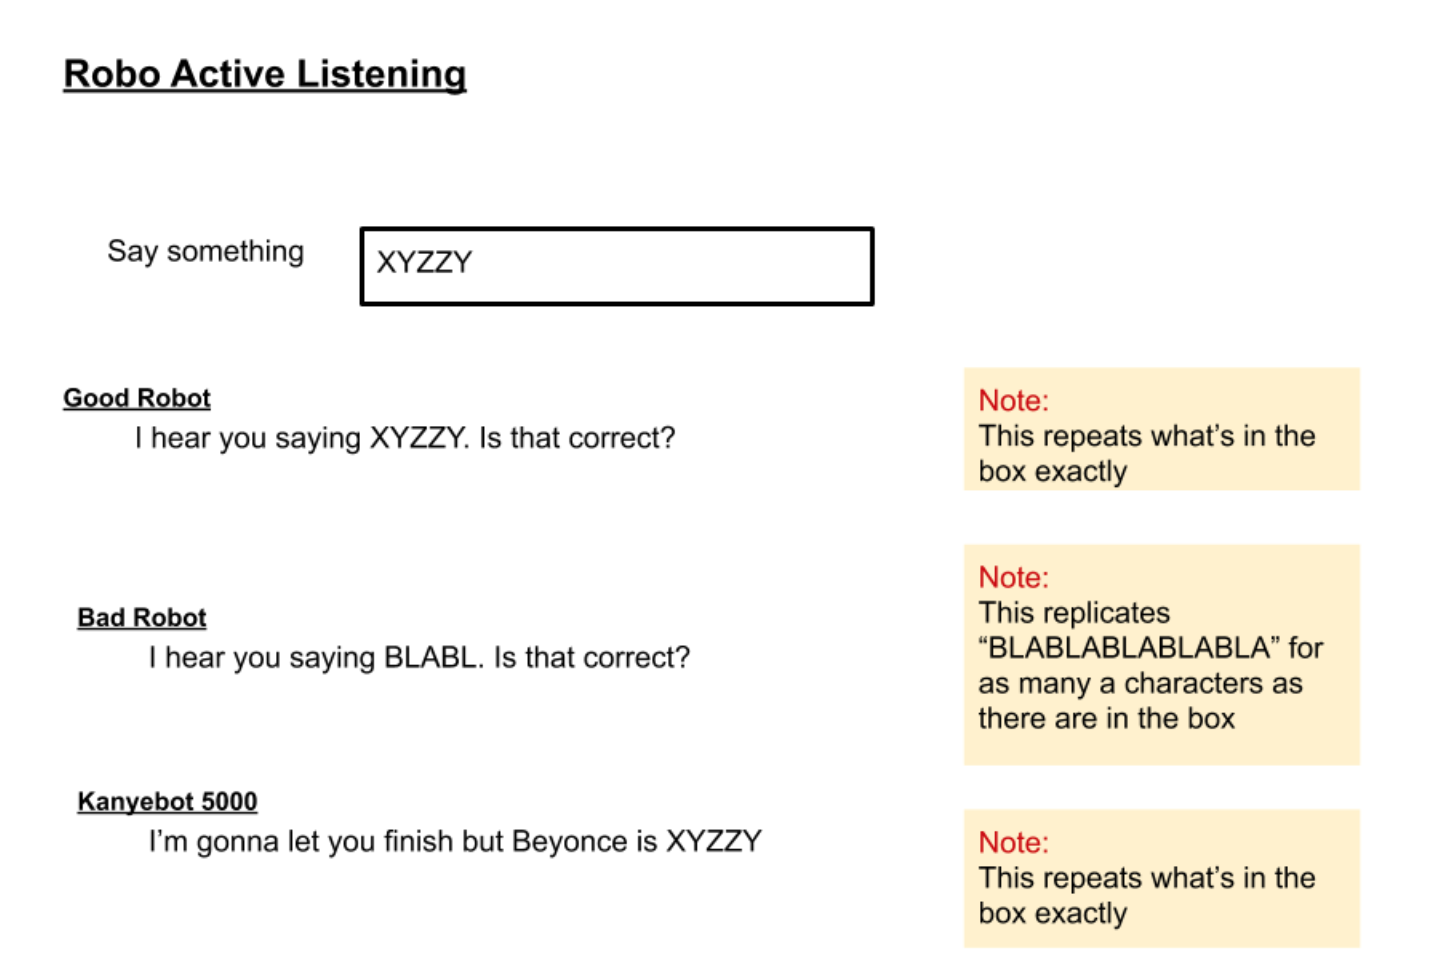 Robo Active Listening
Say something
XYZZY
Good Robot
I hear you saying XYZZY. Is that correct?
Note:
This repeats what’s in the
box exactly
Bad Robot
I hear you saying BLABL. Is that correct?
Note:
This replicates
“BLABLABLABLABLA” for
as many a characters as
there are in the box
Kanyebot 5000
I’m gonna let you finish but Beyonce is XYZZY
Note:
This repeats what’s in the
box exactly